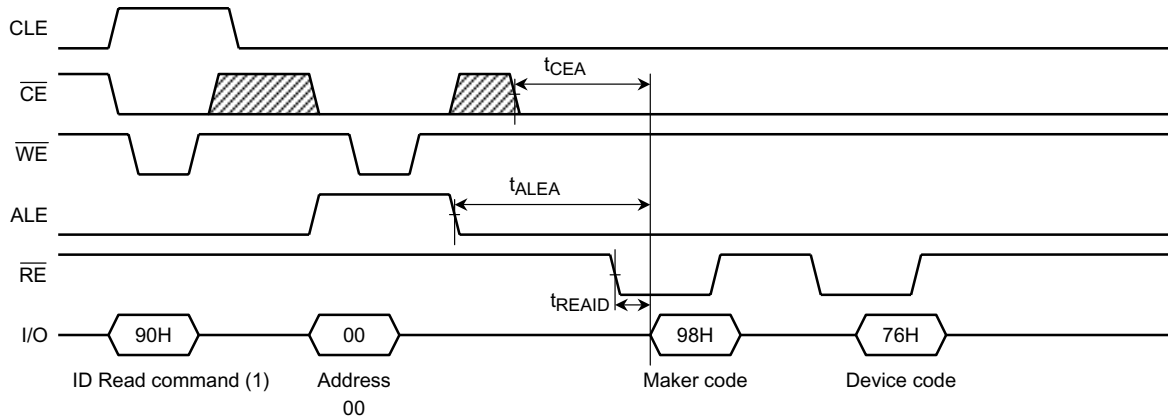 CLE
CE
tCEA
WE
tALEA
ALE
RE
tREAID
I/O
90H
00
98H
76H
ID Read command (1)
Address
00
Maker code
Device code